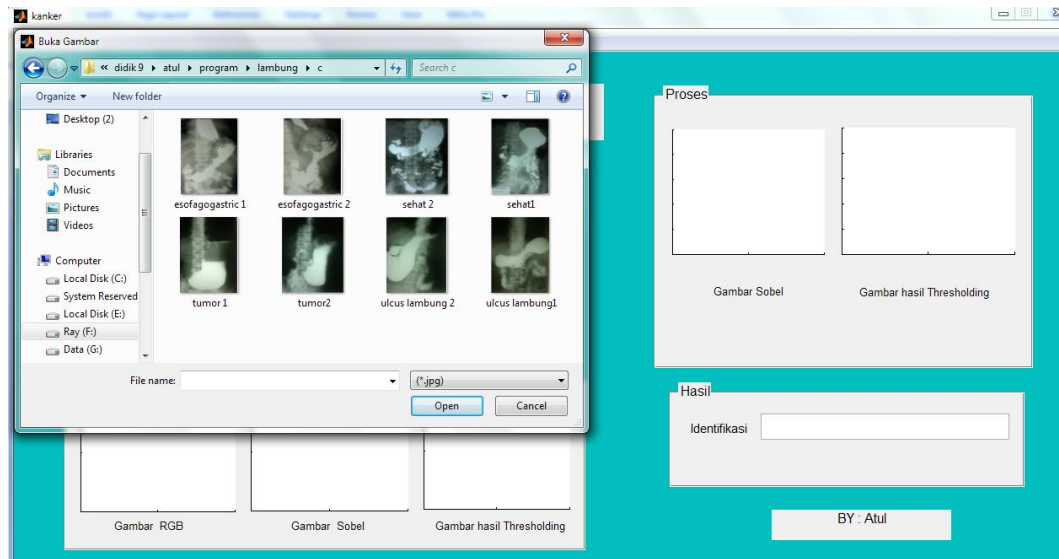 kanker
Buka Gambar
« didik9 ▸ atul ▸ program ▸ lambung ▸ c
Search c
Organize ▾ New folder
Desktop (2)
Libraries
Documents
Music
Pictures
Videos
Computer
Local Disk (C:)
System Reserved
Local Disk (E:)
Ray (F:)
Data (G:)
esofagogastric 1
esofagogastric 2
sehat 2
sehat1
tumor 1
tumor2
ulcus lambung 2
ulcus lambung1
File name:
(*.jpg)
Open
Cancel
Proses
Gambar Sobel
Gambar hasil Thresholding
Hasil
Identifikasi
Gambar RGB
Gambar Sobel
Gambar hasil Thresholding
BY : Atul